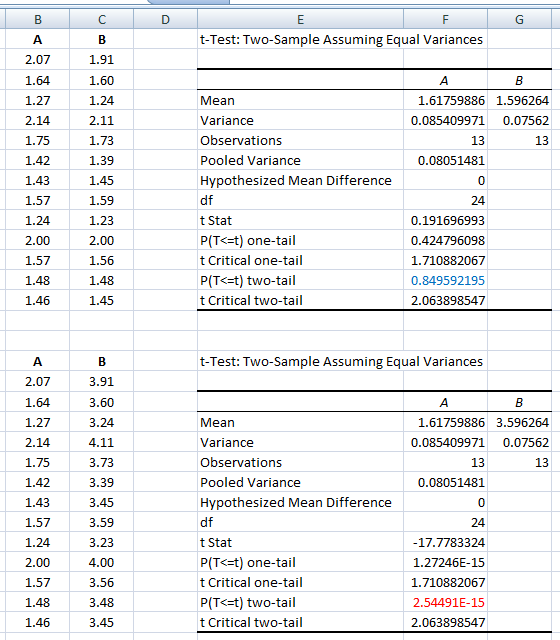 B C D E F G
A B t-Test: Two-Sample Assuming Equal Variances
2.07 1.91
1.64 1.60 A B
1.27 1.24 Mean 1.61759886 1.596264
2.14 2.11 Variance 0.085409971 0.07562
1.75 1.73 Observations 13 13
1.42 1.39 Pooled Variance 0.08051481
1.43 1.45 Hypothesized Mean Difference 0
1.57 1.59 df 24
1.24 1.23 t Stat 0.191696993
2.00 2.00 P(T<=t) one-tail 0.424796098
1.57 1.56 t Critical one-tail 1.710882067
1.48 1.48 P(T<=t) two-tail 0.849592195
1.46 1.45 t Critical two-tail 2.063898547
A B t-Test: Two-Sample Assuming Equal Variances
2.07 3.91
1.64 3.60 A B
1.27 3.24 Mean 1.61759886 3.596264
2.14 4.11 Variance 0.085409971 0.07562
1.75 3.73 Observations 13 13
1.42 3.39 Pooled Variance 0.08051481
1.43 3.45 Hypothesized Mean Difference 0
1.57 3.59 df 24
1.24 3.23 t Stat -17.7783324
2.00 4.00 P(T<=t) one-tail 1.27246E-15
1.57 3.56 t Critical one-tail 1.710882067
1.48 3.48 P(T<=t) two-tail 2.54491E-15
1.46 3.45 t Critical two-tail 2.063898547